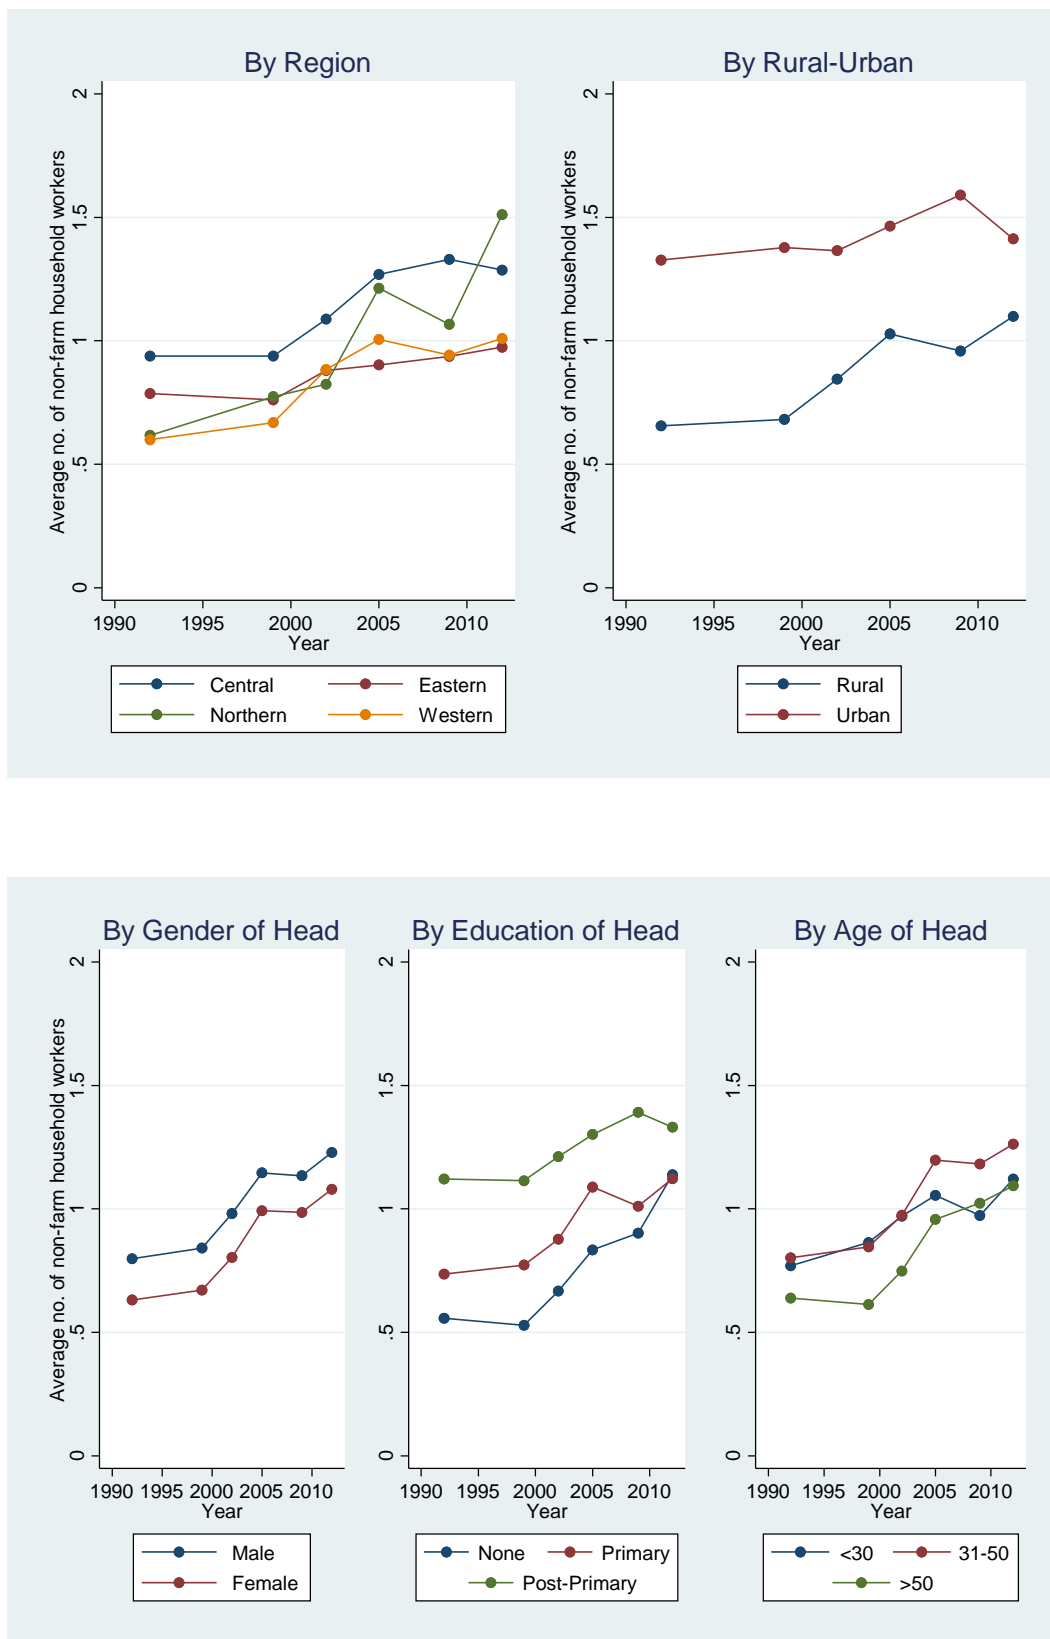 By Region
Average no. of non-farm household workers
2
1.5
1
.5
0
1990 1995 2000 2005 2010
Year
Central Eastern
Northern Western
By Rural-Urban
Average no. of non-farm household workers
2
1.5
1
.5
0
1990 1995 2000 2005 2010
Year
Rural
Urban
By Gender of Head
Average no. of non-farm household workers
2
1.5
1
.5
0
1990 1995 2000 2005 2010
Year
Male
Female
By Education of Head
2
1.5
1
.5
0
1990 1995 2000 2005 2010
Year
None Primary
Post-Primary
By Age of Head
2
1.5
1
.5
0
1990 1995 2000 2005 2010
Year
<30 31-50
>50